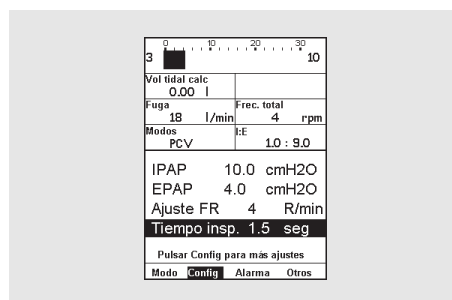 0 10 20 30
3 10
Vol tidal calc
0.00 l
Fuga Frec. total
18 l/min 4 rpm
Modos I:E
PCV 1.0 : 9.0
IPAP 10.0 cmH2O
EPAP 4.0 cmH2O
Ajuste FR 4 R/min
Tiempo insp. 1.5 seg
Pulsar Config para más ajustes
Modo Config Alarma Otros